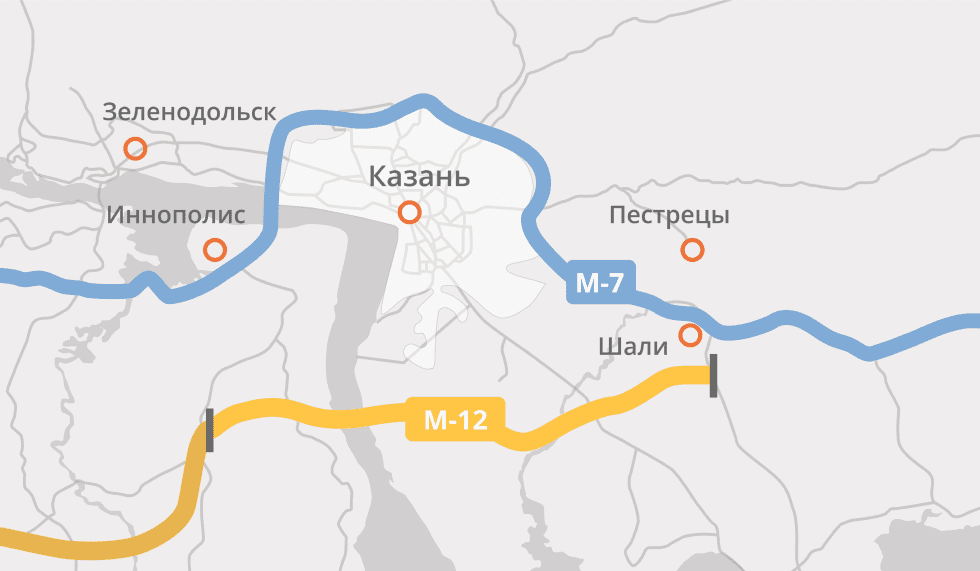 Зеленодольск
Казань
Иннополис
Пестрецы
М-7
Шали
М-12